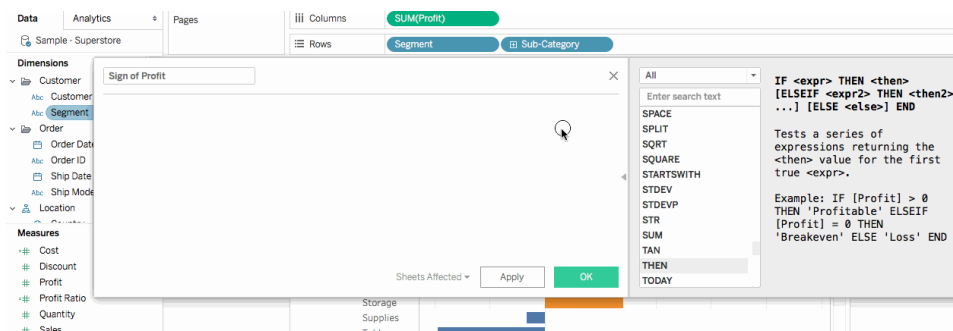 Data Analytics Pages Columns SUM(Profit)
Sample - Superstore Rows Segment Sub-Category
Dimensions
Customer
Abc Customer
Abc Segment
Order
Order Date
Abc Order ID
Ship Date
Abc Ship Mode
Location
Measures
Cost
Discount
Profit
Profit Ratio
Quantity
Sales
Sign of Profit
Sheets Affected Apply OK
All
Enter search text
SPACE
SPLIT
SQRT
SQUARE
STARTSWITH
STDEV
STDEVP
STR
SUM
TAN
THEN
TODAY
IF <expr> THEN <then>
[ELSEIF <expr2> THEN <then2>
...] [ELSE <else>] END
Tests a series of
expressions returning the
<then> value for the first
true <expr>.
Example: IF [Profit] > 0
THEN 'Profitable' ELSEIF
[Profit] = 0 THEN
'Breakeven' ELSE 'Loss' END
Storage
Supplies